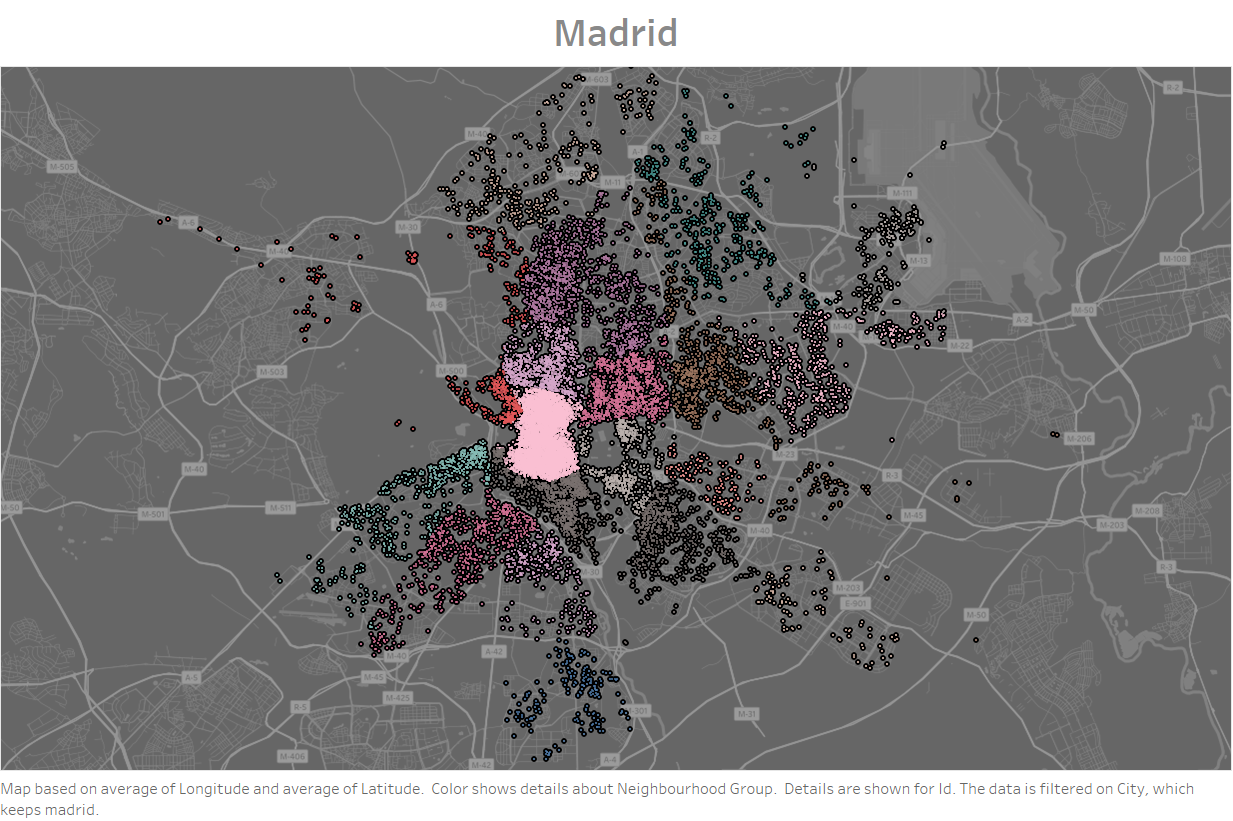 Madrid
M-603
R-2
M-40
R-2
A-1
M-505
M-11
M-111
A-6
M-30
M-40
M-13
M-108
A-6
M-50
A-2
M-40
M-22
M-503
M-500
M-206
M-23
M-40
R-3
M-50
M-501
M-511
M-45
M-208
M-203
M-40
R-3
M-203
E-901
M-50
A-42
M-40
M-45
A-5
M-425
R-5
M-301
M-31
M-406
M-42
A-4
Map based on average of Longitude and average of Latitude. Color shows details about Neighbourhood Group. Details are shown for Id. The data is filtered on City, which
keeps madrid.